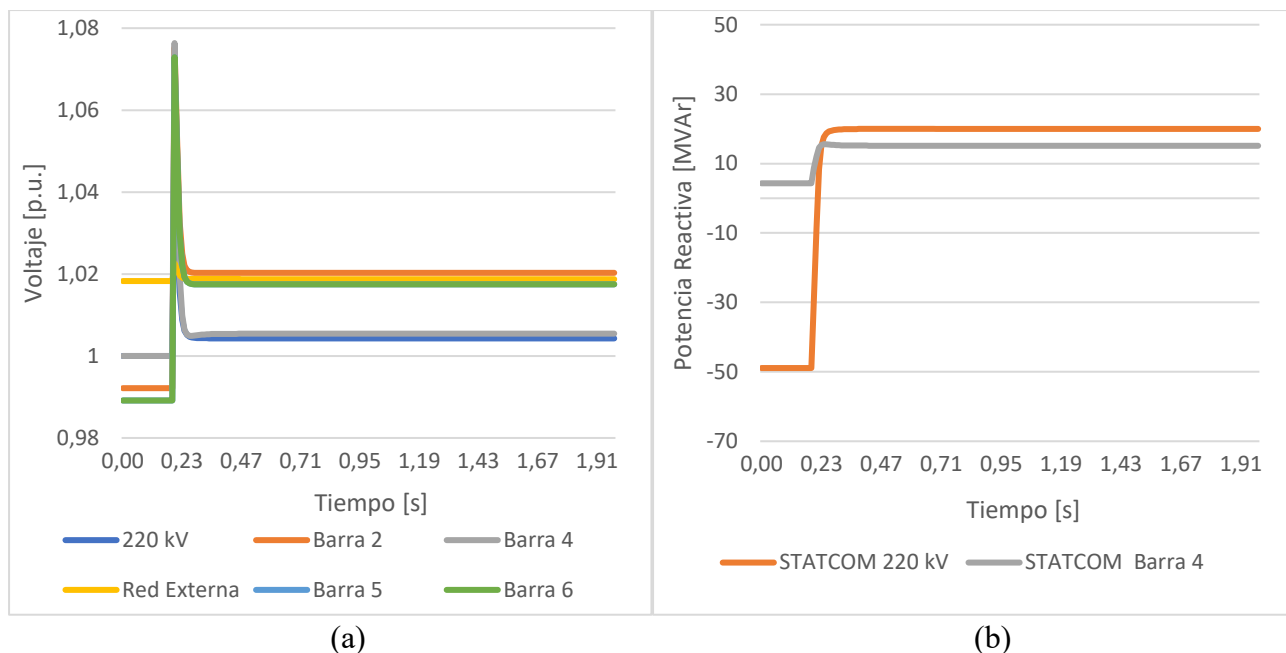 1,08
1,06
1,04
1,02
1
0,98
Voltaje [p.u.]
0,00 0,23 0,47 0,71 0,95 1,19 1,43 1,67 1,91
Tiempo [s]
220 kV Barra 2 Barra 4
Red Externa Barra 5 Barra 6
(a)
50
30
10
-10
-30
-50
-70
Potencia Reactiva [MVAr]
0,00 0,23 0,47 0,71 0,95 1,19 1,43 1,67 1,91
Tiempo [s]
STATCOM 220 kV STATCOM Barra 4
(b)